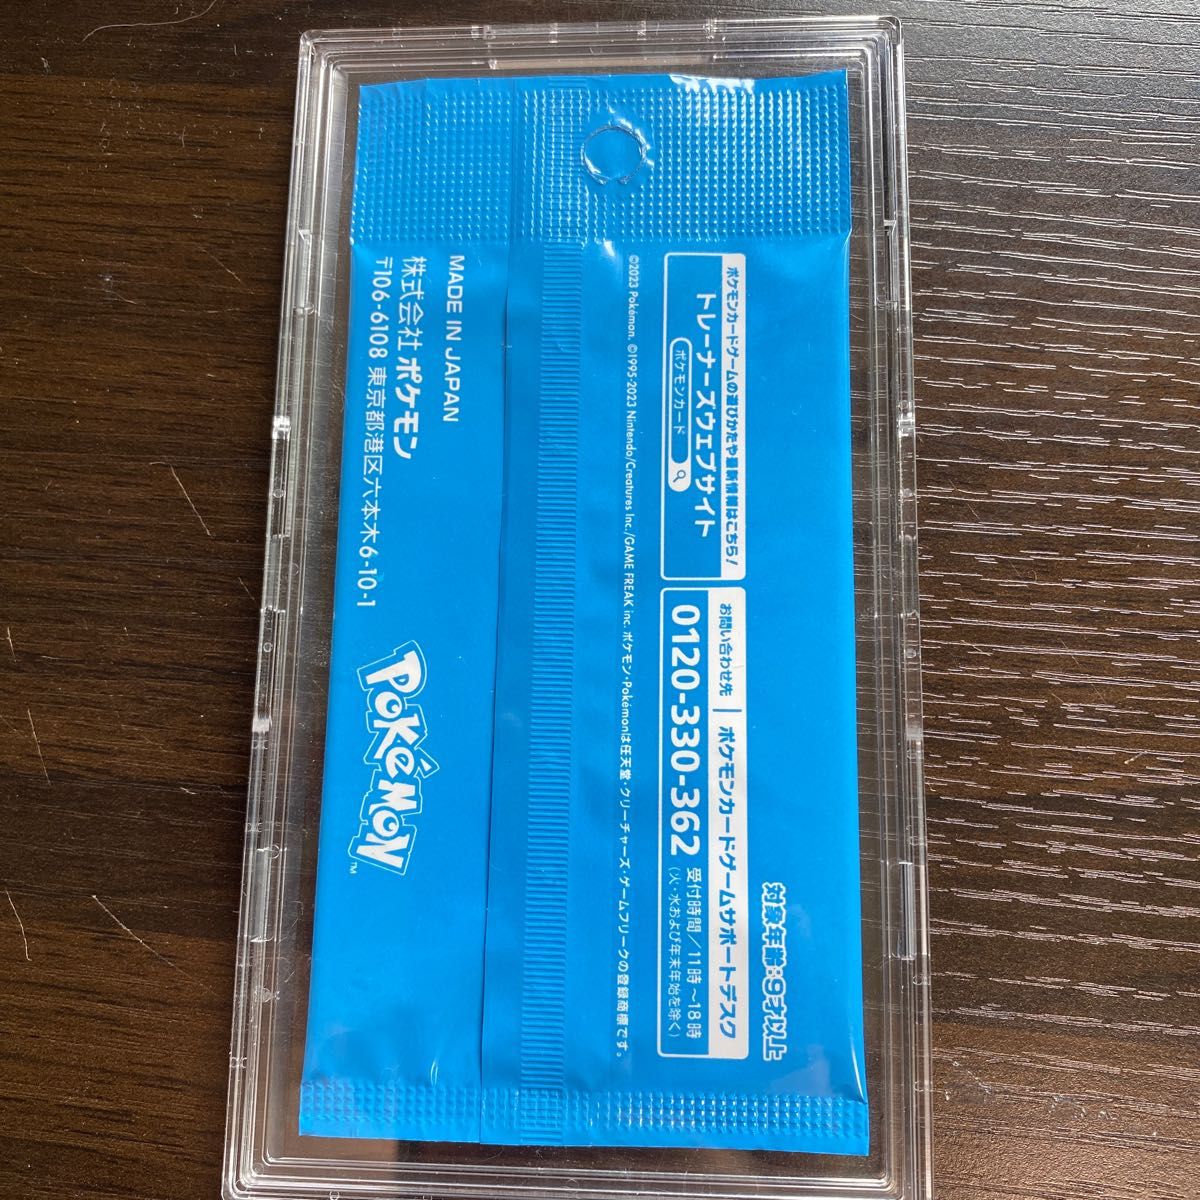 対象年齢:9才以上
ポケモンカードゲームの遊びかたや最新情報はこちら!
トレーナーズウェブサイト
ポケモンカード
お問い合わせ先 | ポケモンカードゲームサポートデスク
0120-330-362 受付時間/11時~18時
(火・水および年末年始を除く)
©2023 Pokémon. ©1995-2023 Nintendo/Creatures Inc./GAME FREAK inc. ポケモン・Pokémonは任天堂・クリーチャーズ・ゲームフリークの登録商標です。
MADE IN JAPAN
株式会社 ポケモン
〒106-6108 東京都港区六本木6-10-1
POKéMON™